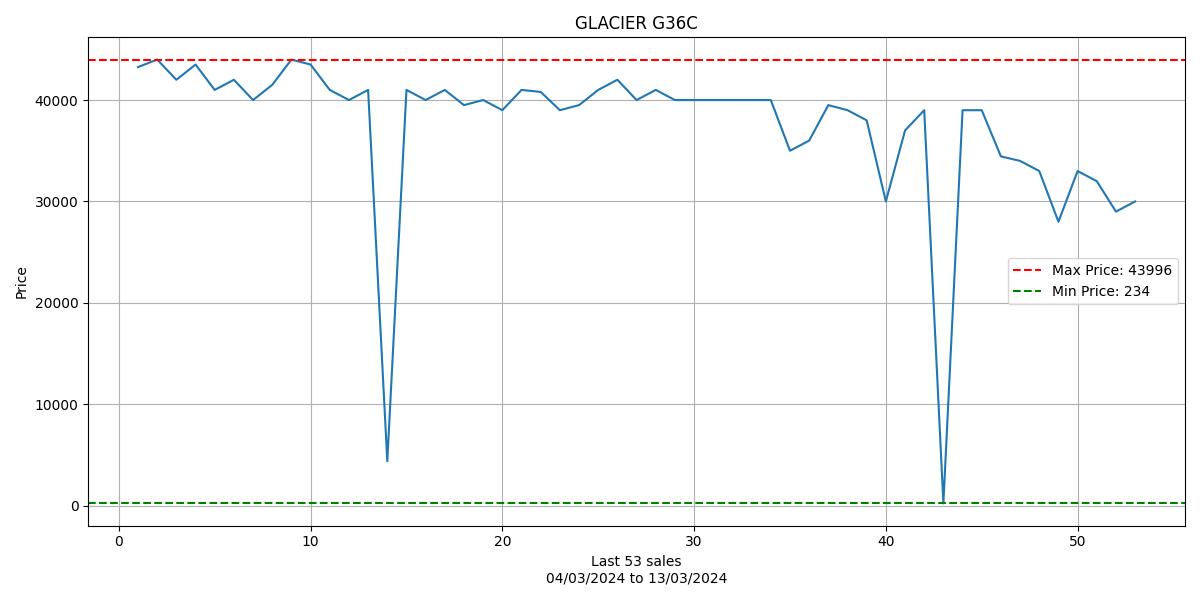 GLACIER G36C
Price
40000
30000
20000
10000
0
Max Price: 43996
Min Price: 234
0 10 20 30 40 50
Last 53 sales
04/03/2024 to 13/03/2024